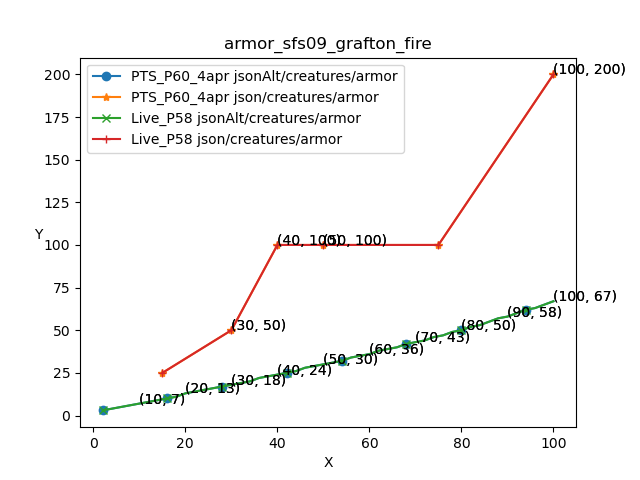 armor_sfs09_grafton_fire
PTS_P60_4apr jsonAlt/creatures/armor
PTS_P60_4apr json/creatures/armor
Live_P58 jsonAlt/creatures/armor
Live_P58 json/creatures/armor
200
175
150
125
100
75
50
25
0
Y
(100, 200)
(40, 100)
(50, 100)
(30, 50)
(100, 67)
(90, 58)
(80, 50)
(70, 43)
(60, 36)
(50, 30)
(40, 24)
(30, 18)
(20, 13)
(10, 7)
0 20 40 60 80 100
X